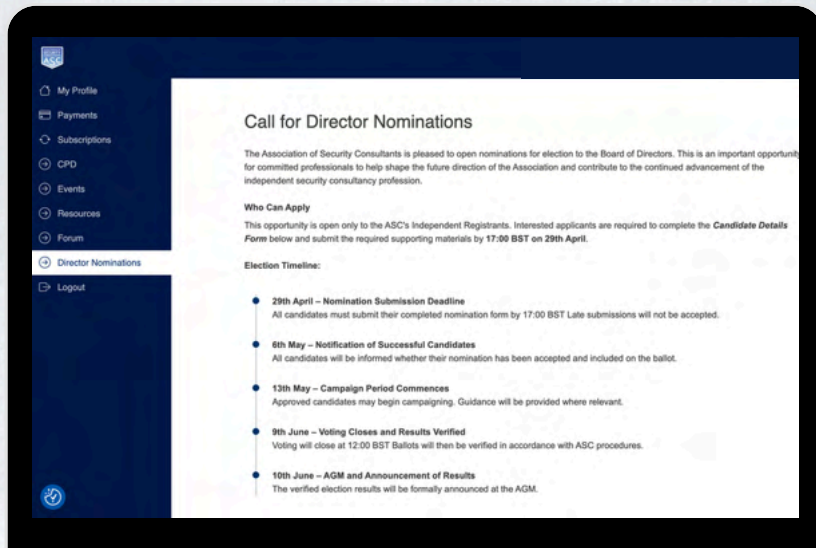 ASC
My Profile
Payments
Subscriptions
CPD
Events
Resources
Forum
Director Nominations
Logout
Call for Director Nominations
The Association of Security Consultants is pleased to open nominations for election to the Board of Directors. This is an important opportunity
for committed professionals to help shape the future direction of the Association and contribute to the continued advancement of the
independent security consultancy profession.
Who Can Apply
This opportunity is open only to the ASC's Independent Registrants. Interested applicants are required to complete the Candidate Details
Form below and submit the required supporting materials by 17:00 BST on 29th April.
Election Timeline:
29th April – Nomination Submission Deadline
All candidates must submit their completed nomination form by 17:00 BST Late submissions will not be accepted.
6th May – Notification of Successful Candidates
All candidates will be informed whether their nomination has been accepted and included on the ballot.
13th May – Campaign Period Commences
Approved candidates may begin campaigning. Guidance will be provided where relevant.
9th June – Voting Closes and Results Verified
Voting will close at 12:00 BST Ballots will then be verified in accordance with ASC procedures.
10th June – AGM and Announcement of Results
The verified election results will be formally announced at the AGM.